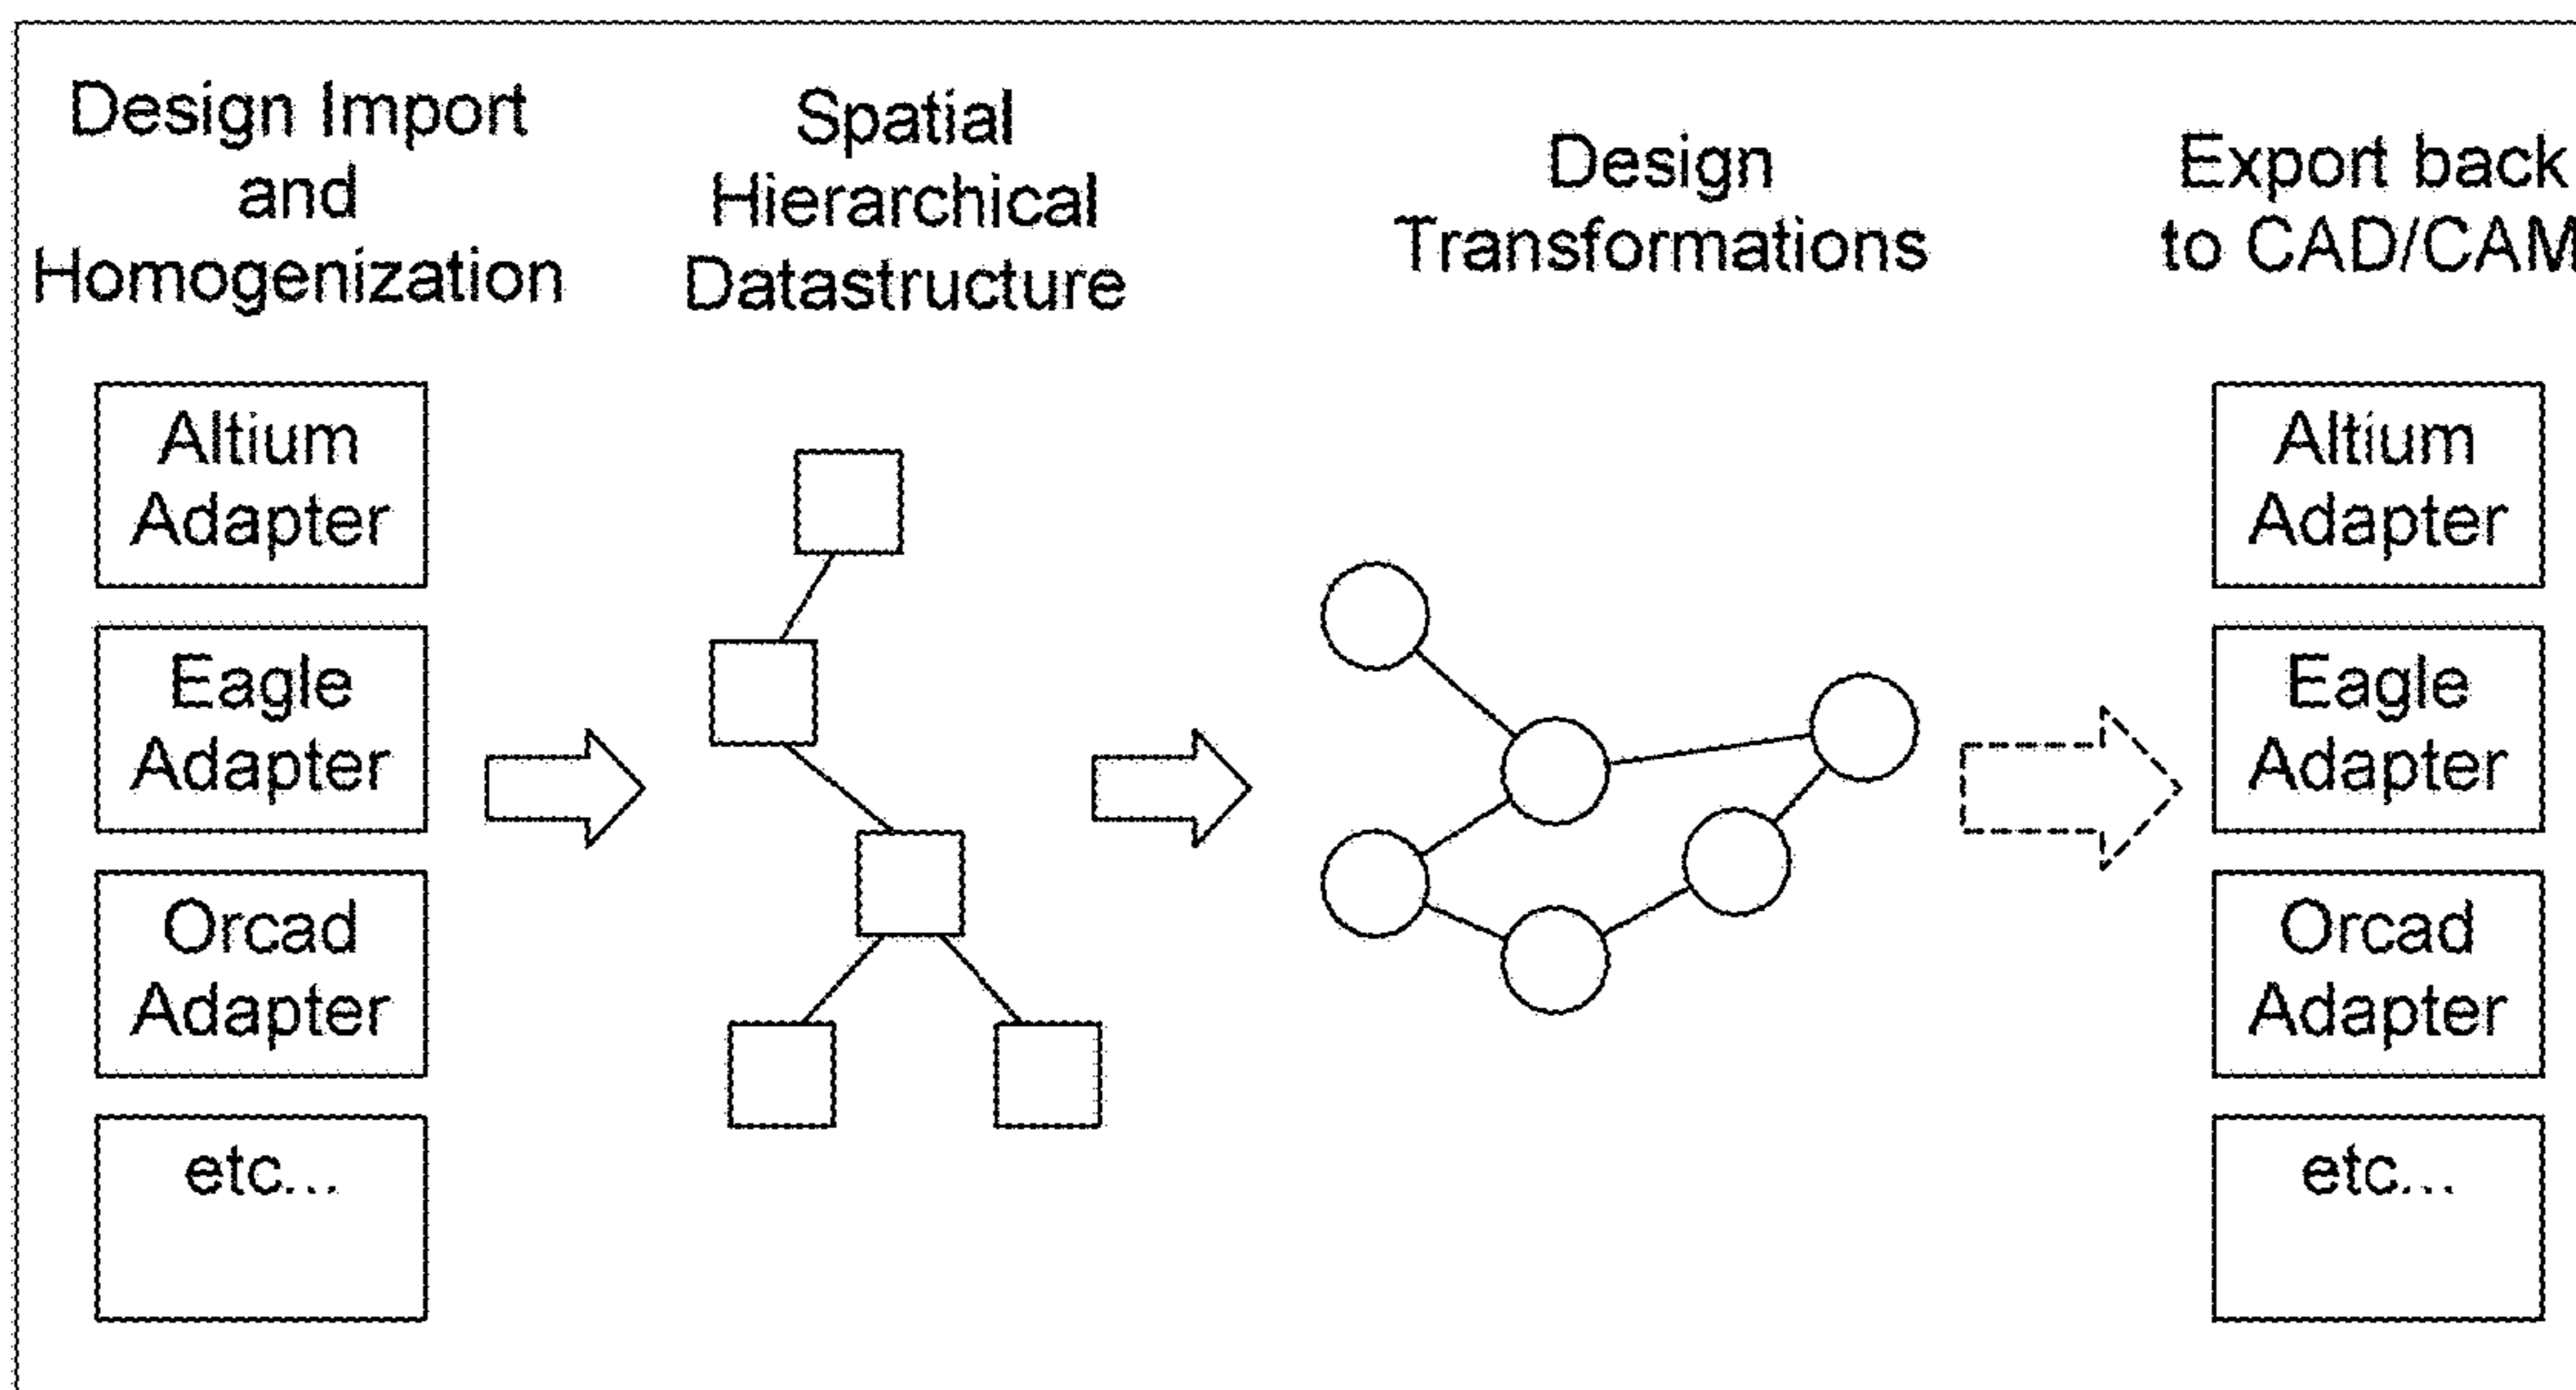 Design Import
and
Homogenization
Spatial
Hierarchical
Datastructure
Design
Transformations
Export back
to CAD/CAM
Altium
Adapter
Eagle
Adapter
Orcad
Adapter
etc...
Altium
Adapter
Eagle
Adapter
Orcad
Adapter
etc...